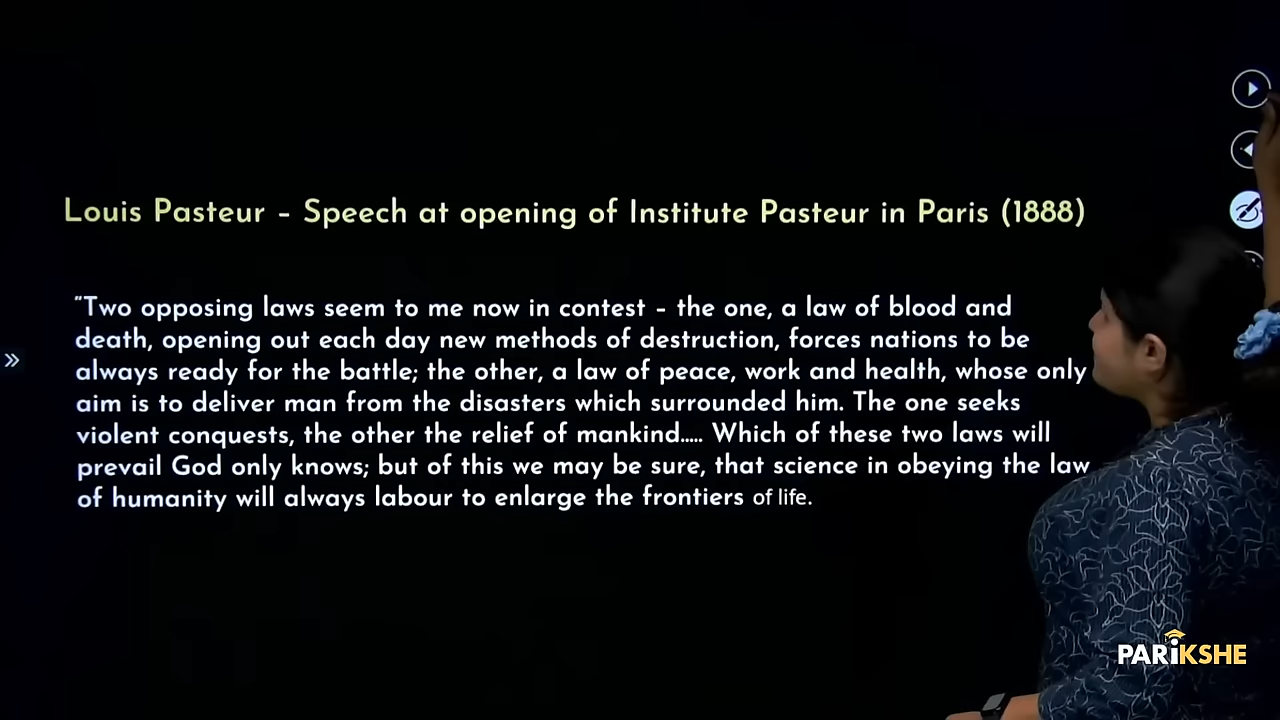 Louis Pasteur – Speech at opening of Institute Pasteur in Paris (1888)
"Two opposing laws seem to me now in contest – the one, a law of blood and
death, opening out each day new methods of destruction, forces nations to be
always ready for the battle; the other, a law of peace, work and health, whose only
aim is to deliver man from the disasters which surrounded him. The one seeks
violent conquests, the other the relief of mankind..... Which of these two laws will
prevail God only knows; but of this we may be sure, that science in obeying the law
of humanity will always labour to enlarge the frontiers of life.
PARiKSHE